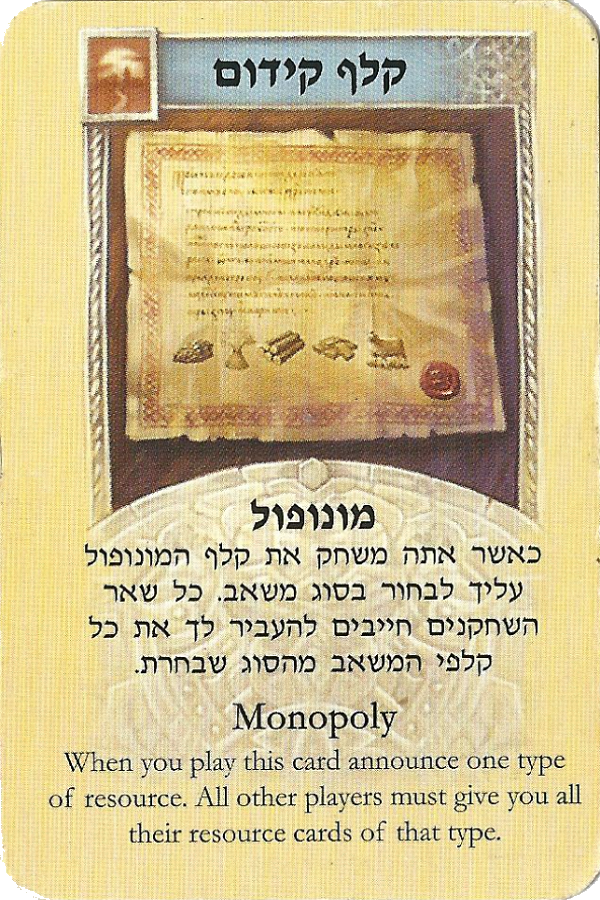 קלף קידום
מונופול
כאשר אתה משחק את קלף המונופול
עליך לבחור בסוג משאב. כל שאר
השחקנים חייבים להעביר לך את כל
קלפי המשאב מהסוג שבחרת.
Monopoly
When you play this card announce one type
of resource. All other players must give you all
their resource cards of that type.